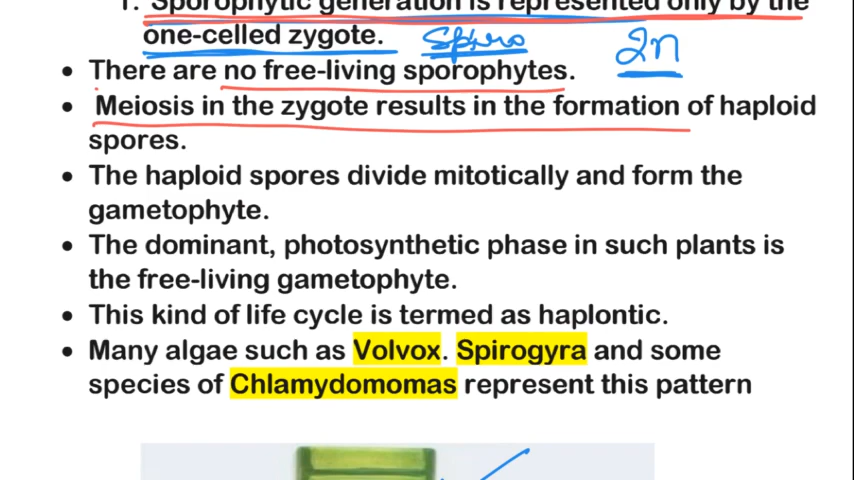 1. Sporophytic generation is represented only by the
one-celled zygote. Sporo 2n
• There are no free-living sporophytes.
• Meiosis in the zygote results in the formation of haploid
spores.
• The haploid spores divide mitotically and form the
gametophyte.
• The dominant, photosynthetic phase in such plants is
the free-living gametophyte.
• This kind of life cycle is termed as haplontic.
• Many algae such as Volvox. Spirogyra and some
species of Chlamydomomas represent this pattern